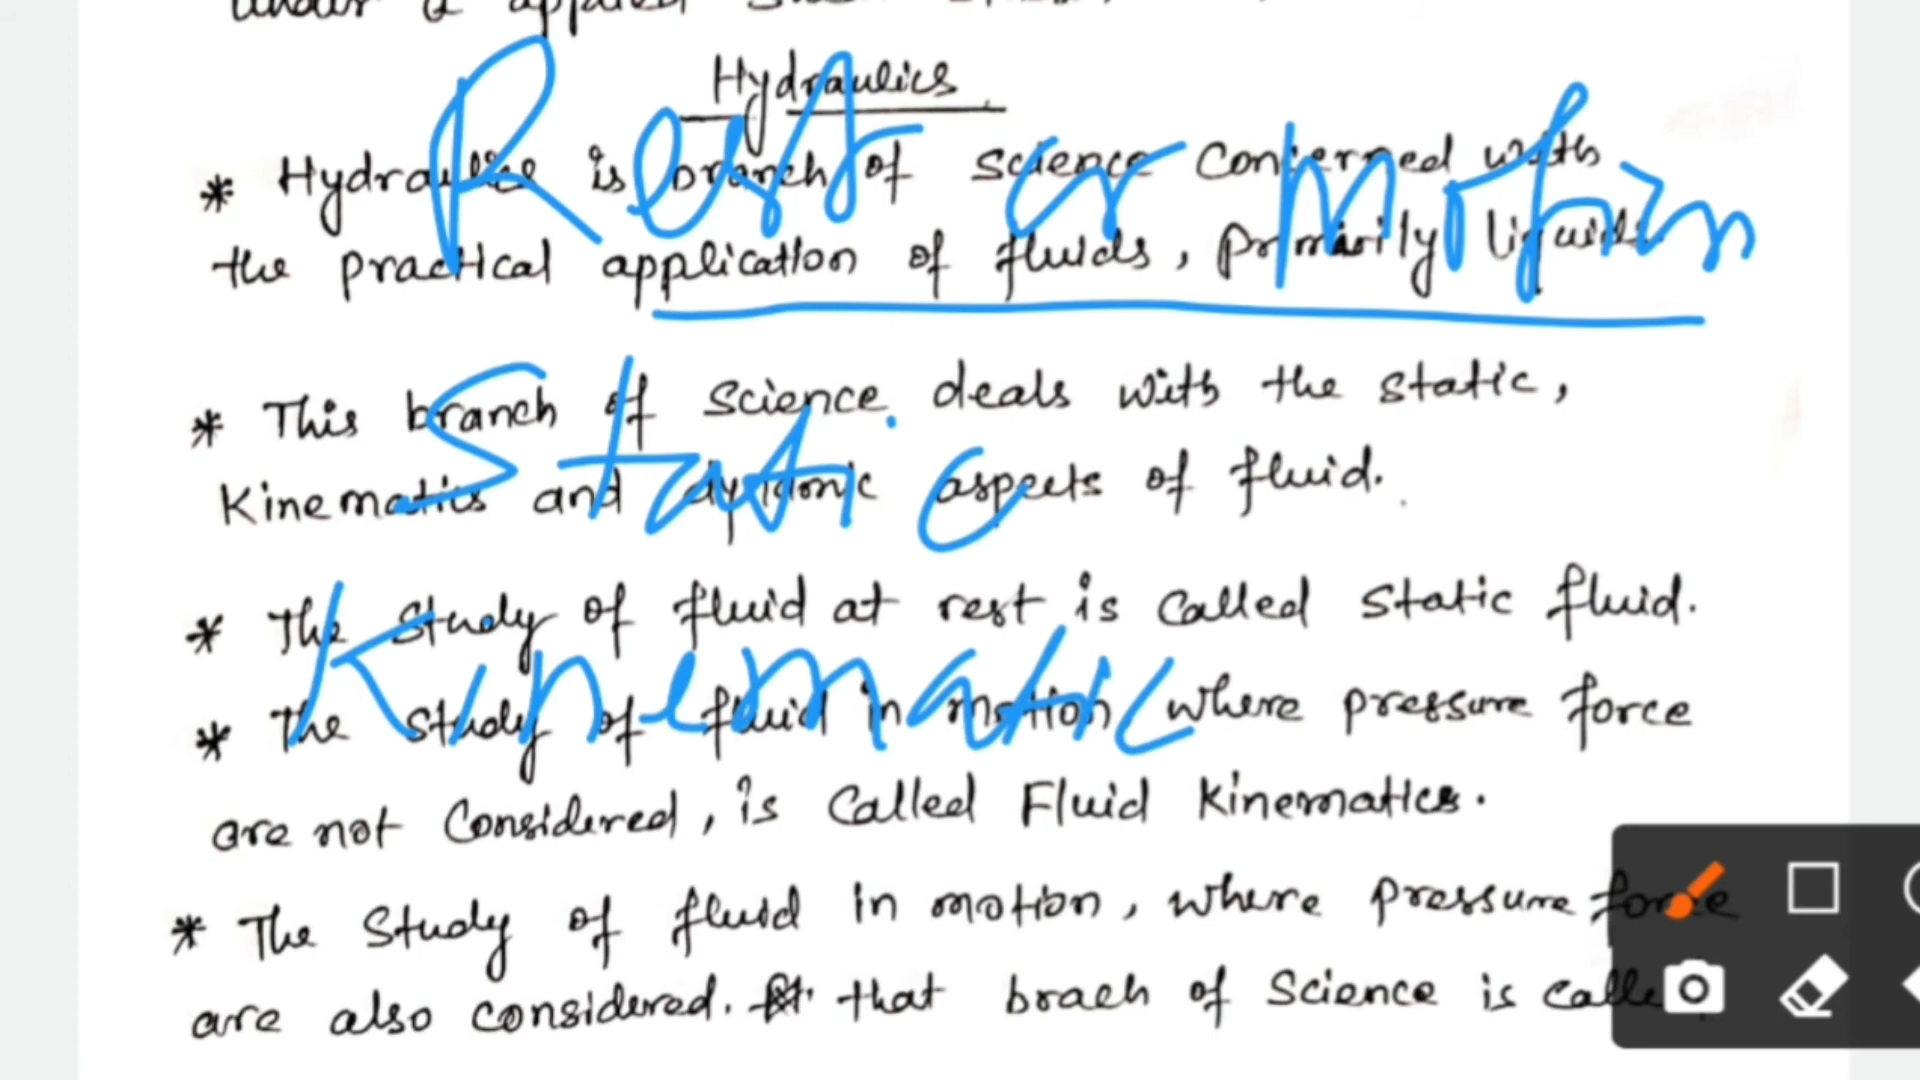 under a applied
Hydraulics
* Hydraulics is branch of science concerned with
the practical application of fluids, primarily liquids
Rest or Motion
* This branch of science deals with the static,
Kinematics and dynamic aspects of fluid.
Static
* The study of fluid at rest is called static fluid.
* The study of fluid in motion where pressure force
Kinematic
are not considered, is called Fluid Kinematics.
* The study of fluid in motion, where pressure force
are also considered. that brach of science is calle